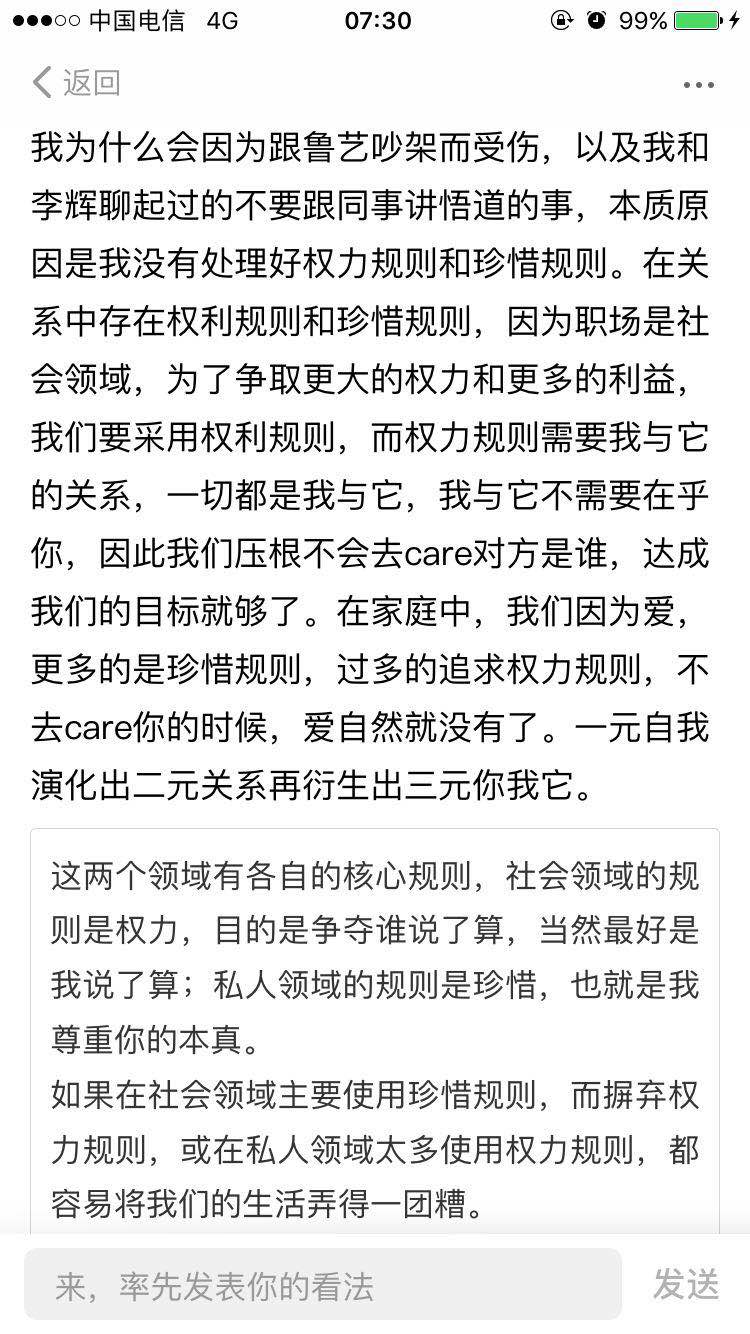 中国电信 4G 07:30 99%
返回
我为什么会因为跟鲁艺吵架而受伤，以及我和
李辉聊起过的不要跟同事讲悟道的事，本质原
因是我没有处理好权力规则和珍惜规则。在关
系中存在权利规则和珍惜规则，因为职场是社
会领域，为了争取更大的权力和更多的利益，
我们要采用权利规则，而权力规则需要我与它
的关系，一切都是我与它，我与它不需要在乎
你，因此我们压根不会去care对方是谁，达成
我们的目标就够了。在家庭中，我们因为爱，
更多的是珍惜规则，过多的追求权力规则，不
去care你的时候，爱自然就没有了。一元自我
演化出二元关系再衍生出三元你我它。
这两个领域有各自的核心规则，社会领域的规
则是权力，目的是争夺谁说了算，当然最好是
我说了算；私人领域的规则是珍惜，也就是我
尊重你的本真。
如果在社会领域主要使用珍惜规则，而摒弃权
力规则，或在私人领域太多使用权力规则，都
容易将我们的生活弄得一团糟。
来，率先发表你的看法 发送